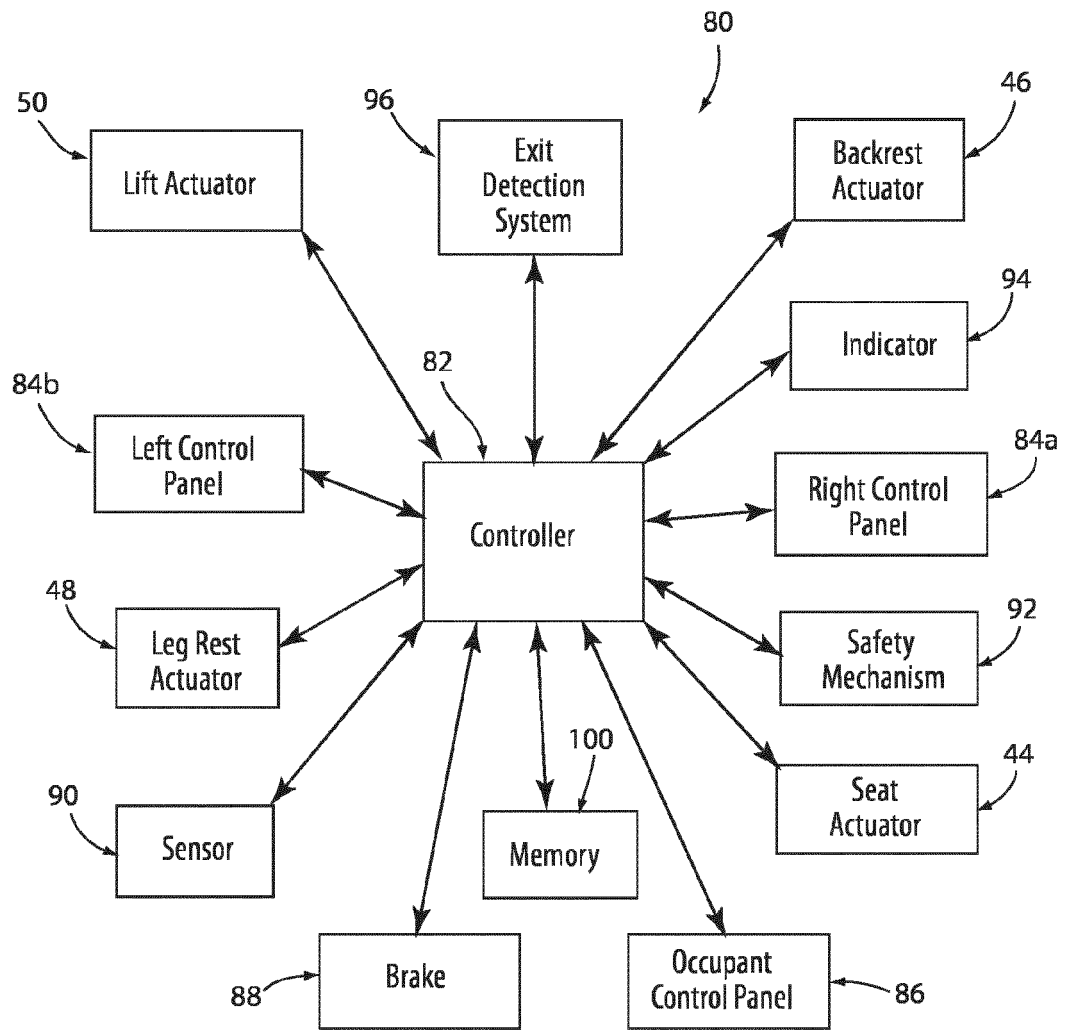 80
50
96
46
Lift Actuator
Exit
Detection
System
Backrest
Actuator
94
Indicator
82
84b
Left Control
Panel
84a
Right Control
Panel
Controller
48
Leg Rest
Actuator
92
Safety
Mechanism
100
44
90
Sensor
Memory
Seat
Actuator
88
Brake
Occupant
Control Panel
86